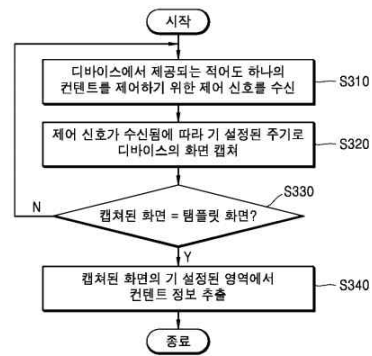 시작
디바이스에서 제공되는 적어도 하나의
컨텐트를 제어하기 위한 제어 신호를 수신
S310
제어 신호가 수신됨에 따라 기 설정된 주기로
디바이스의 화면 캡쳐
S320
S330
캡쳐된 화면 = 탬플릿 화면?
N
Y
캡쳐된 화면의 기 설정된 영역에서
컨텐트 정보 추출
S340
종료